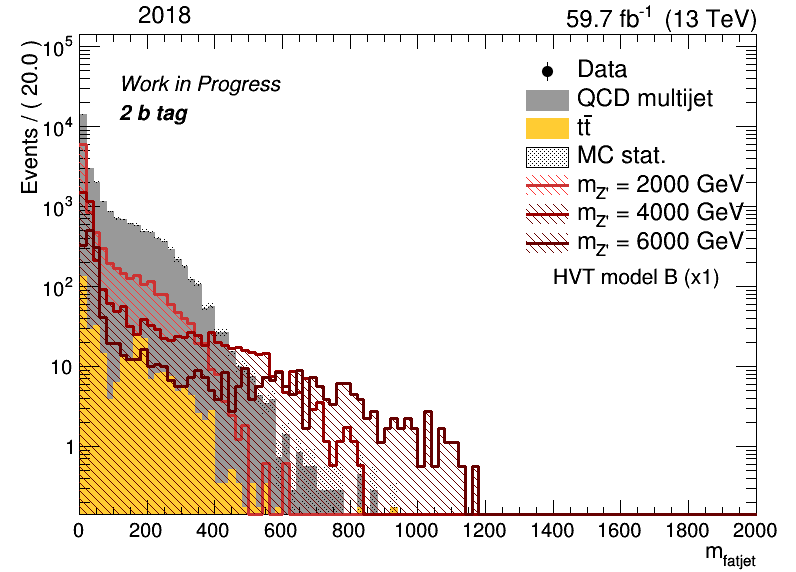 2018
59.7 fb⁻¹ (13 TeV)
Events / ( 20.0 )
10⁵
10⁴
10³
10²
10
1
Work in Progress
2 b tag
Data
QCD multijet
tt̄
MC stat.
m_Z' = 2000 GeV
m_Z' = 4000 GeV
m_Z' = 6000 GeV
HVT model B (x1)
0 200 400 600 800 1000 1200 1400 1600 1800 2000
m_fatjet